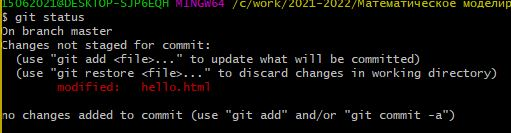 15062021@DESKTOP-SJP6EQH MINGW64 /c/work/2021-2022/Математическое моделир
$ git status
On branch master
Changes not staged for commit:
  (use "git add <file>..." to update what will be committed)
  (use "git restore <file>..." to discard changes in working directory)
        modified:   hello.html

no changes added to commit (use "git add" and/or "git commit -a")